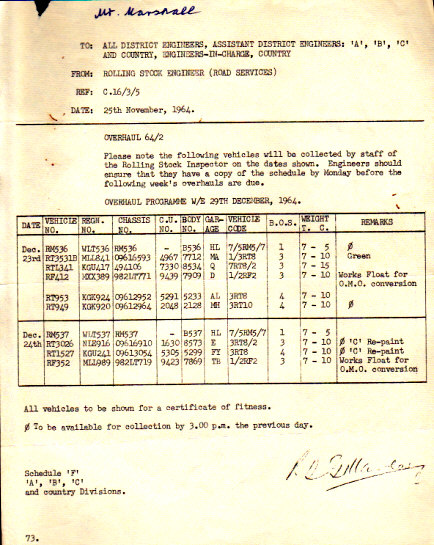 Mr. Marshall
TO: ALL DISTRICT ENGINEERS, ASSISTANT DISTRICT ENGINEERS: 'A', 'B', 'C'
AND COUNTRY, ENGINEERS-IN-CHARGE, COUNTRY
FROM: ROLLING STOCK ENGINEER (ROAD SERVICES)
REF: C.16/3/5
DATE: 25th November, 1964.
OVERHAUL 64/2
Please note the following vehicles will be collected by staff of
the Rolling Stock Inspector on the dates shown. Engineers should
ensure that they have a copy of the schedule by Monday before the
following week's overhauls are due.
OVERHAUL PROGRAMME W/E 29TH DECEMBER, 1964.
DATE VEHICLE NO. REGN. NO. CHASSIS NO. C.U. NO. BODY NO. GAR-AGE VEHICLE CODE B.O.S. WEIGHT T. C. REMARKS
Dec. RM536 WLT536 RM536 - B536 HL 7/5RM5/7 1 7 - 5 Ø
23rd RT3531B MLL841 09616593 4967 7712 MA 1/3RT8 3 7 - 10 Green
RTL341 KGU417 494106 7330 8534 Q 7RT8/2 3 7 - 15
RF412 MXX389 982LT771 9439 7909 D 1/2RF2 3 7 - 10 Works Float for
O.M.O. conversion
RT953 KGK924 09612952 5291 5233 AL 3RT8 4 7 - 10
RT949 KGK920 09612964 2048 2128 MH 3RT10 4 7 - 10 Ø
Dec. RM537 WLT537 RM537 - B537 HL 7/5RM5/7 1 7 - 5
24th RT3026 NLE916 09616910 1630 8573 E 3RT8/2 3 7 - 10 Ø 'C' Re-paint
RT1527 KGU241 09613054 5305 5299 FY 3RT8 4 7 - 10 Ø 'C' Re-paint
RF352 MLL989 982LT719 9423 7869 TB 1/2RF2 3 7 - 10 Works Float for
O.M.O. conversion
All vehicles to be shown for a certificate of fitness.
Ø To be available for collection by 3.00 p.m. the previous day.
Schedule 'F'
'A', 'B', 'C'
and country Divisions.
73.